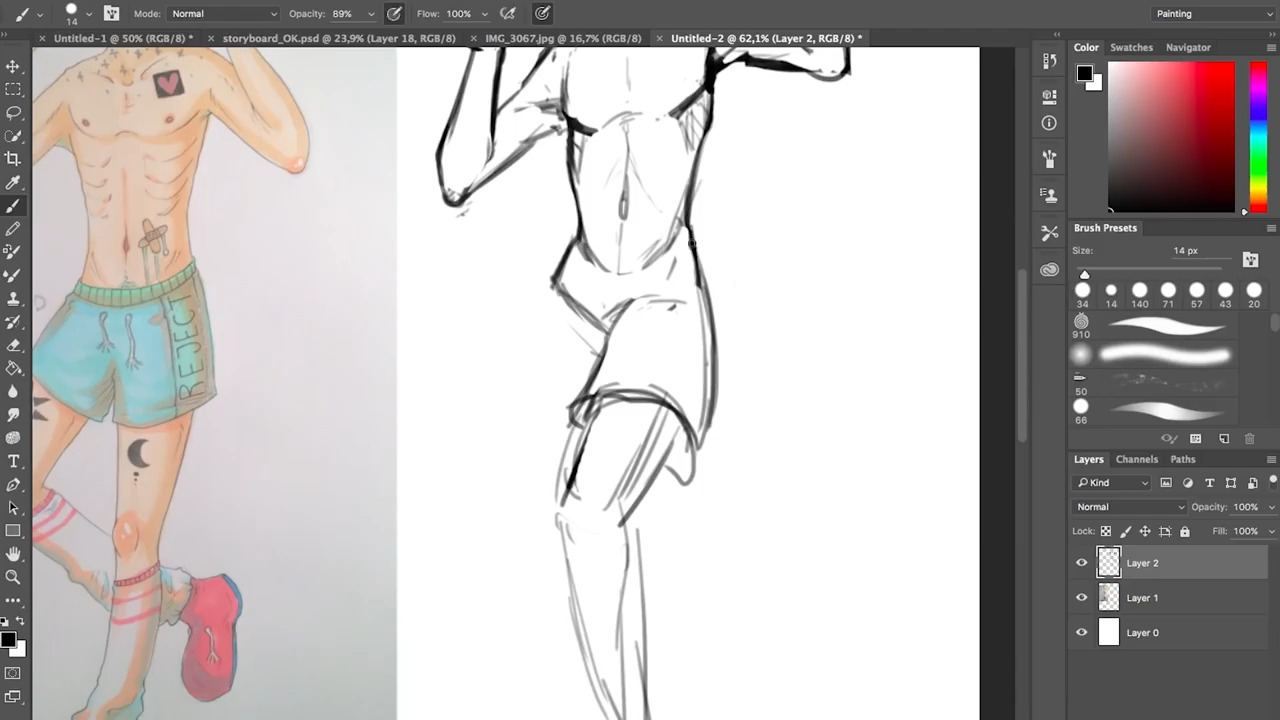 14 Mode: Normal Opacity: 89% Flow: 100% Painting
Untitled-1 @ 50% (RGB/8) * storyboard_OK.psd @ 23,9% (Layer 18, RGB/8) IMG_3067.jpg @ 16,7% (RGB/8) Untitled-2 @ 62,1% (Layer 2, RGB/8) *
Color Swatches Navigator
Brush Presets
Size: 14 px
34 14 140 71 57 43 20
910
50
66
Layers Channels Paths
Kind
Normal Opacity: 100%
Lock: Fill: 100%
Layer 2
Layer 1
Layer 0
REJECT